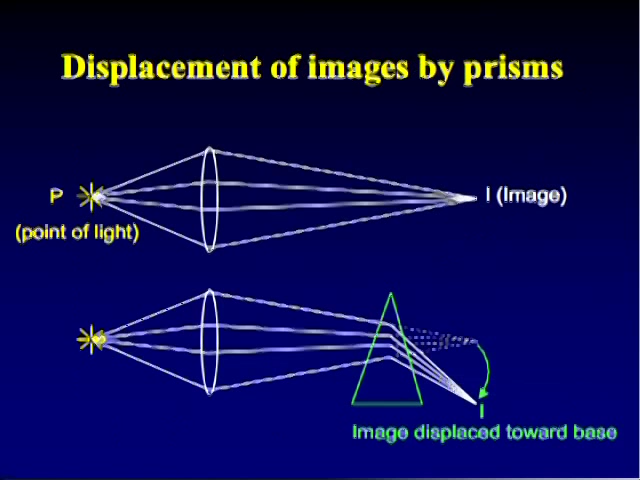 Displacement of images by prisms
P
I (Image)
(point of light)
I
Image displaced toward base